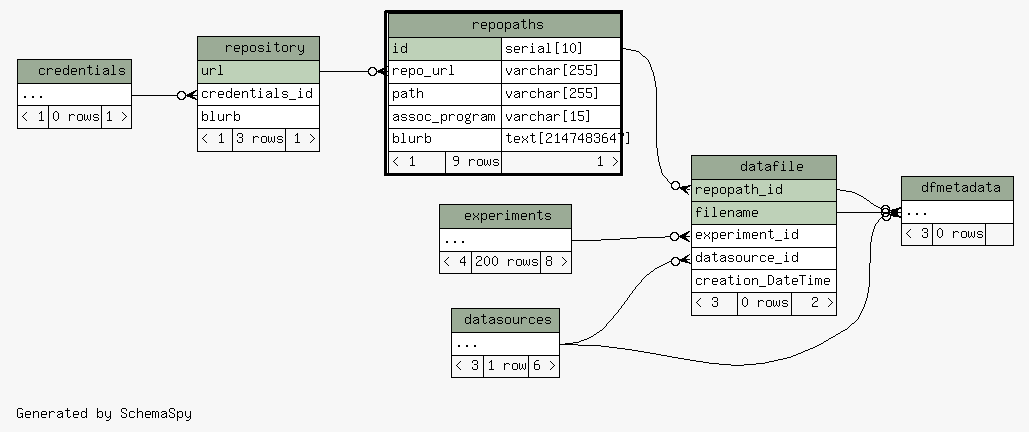 credentials
...
< 1 0 rows 1 >
repository
url
credentials_id
blurb
< 1 3 rows 1 >
repopaths
id serial[10]
repo_url varchar[255]
path varchar[255]
assoc_program varchar[15]
blurb text[2147483647]
< 1 9 rows 1 >
experiments
...
< 4 200 rows 8 >
datasources
...
< 3 1 row 6 >
datafile
repopath_id
filename
experiment_id
datasource_id
creation_DateTime
< 3 0 rows 2 >
dfmetadata
...
< 3 0 rows
Generated by SchemaSpy